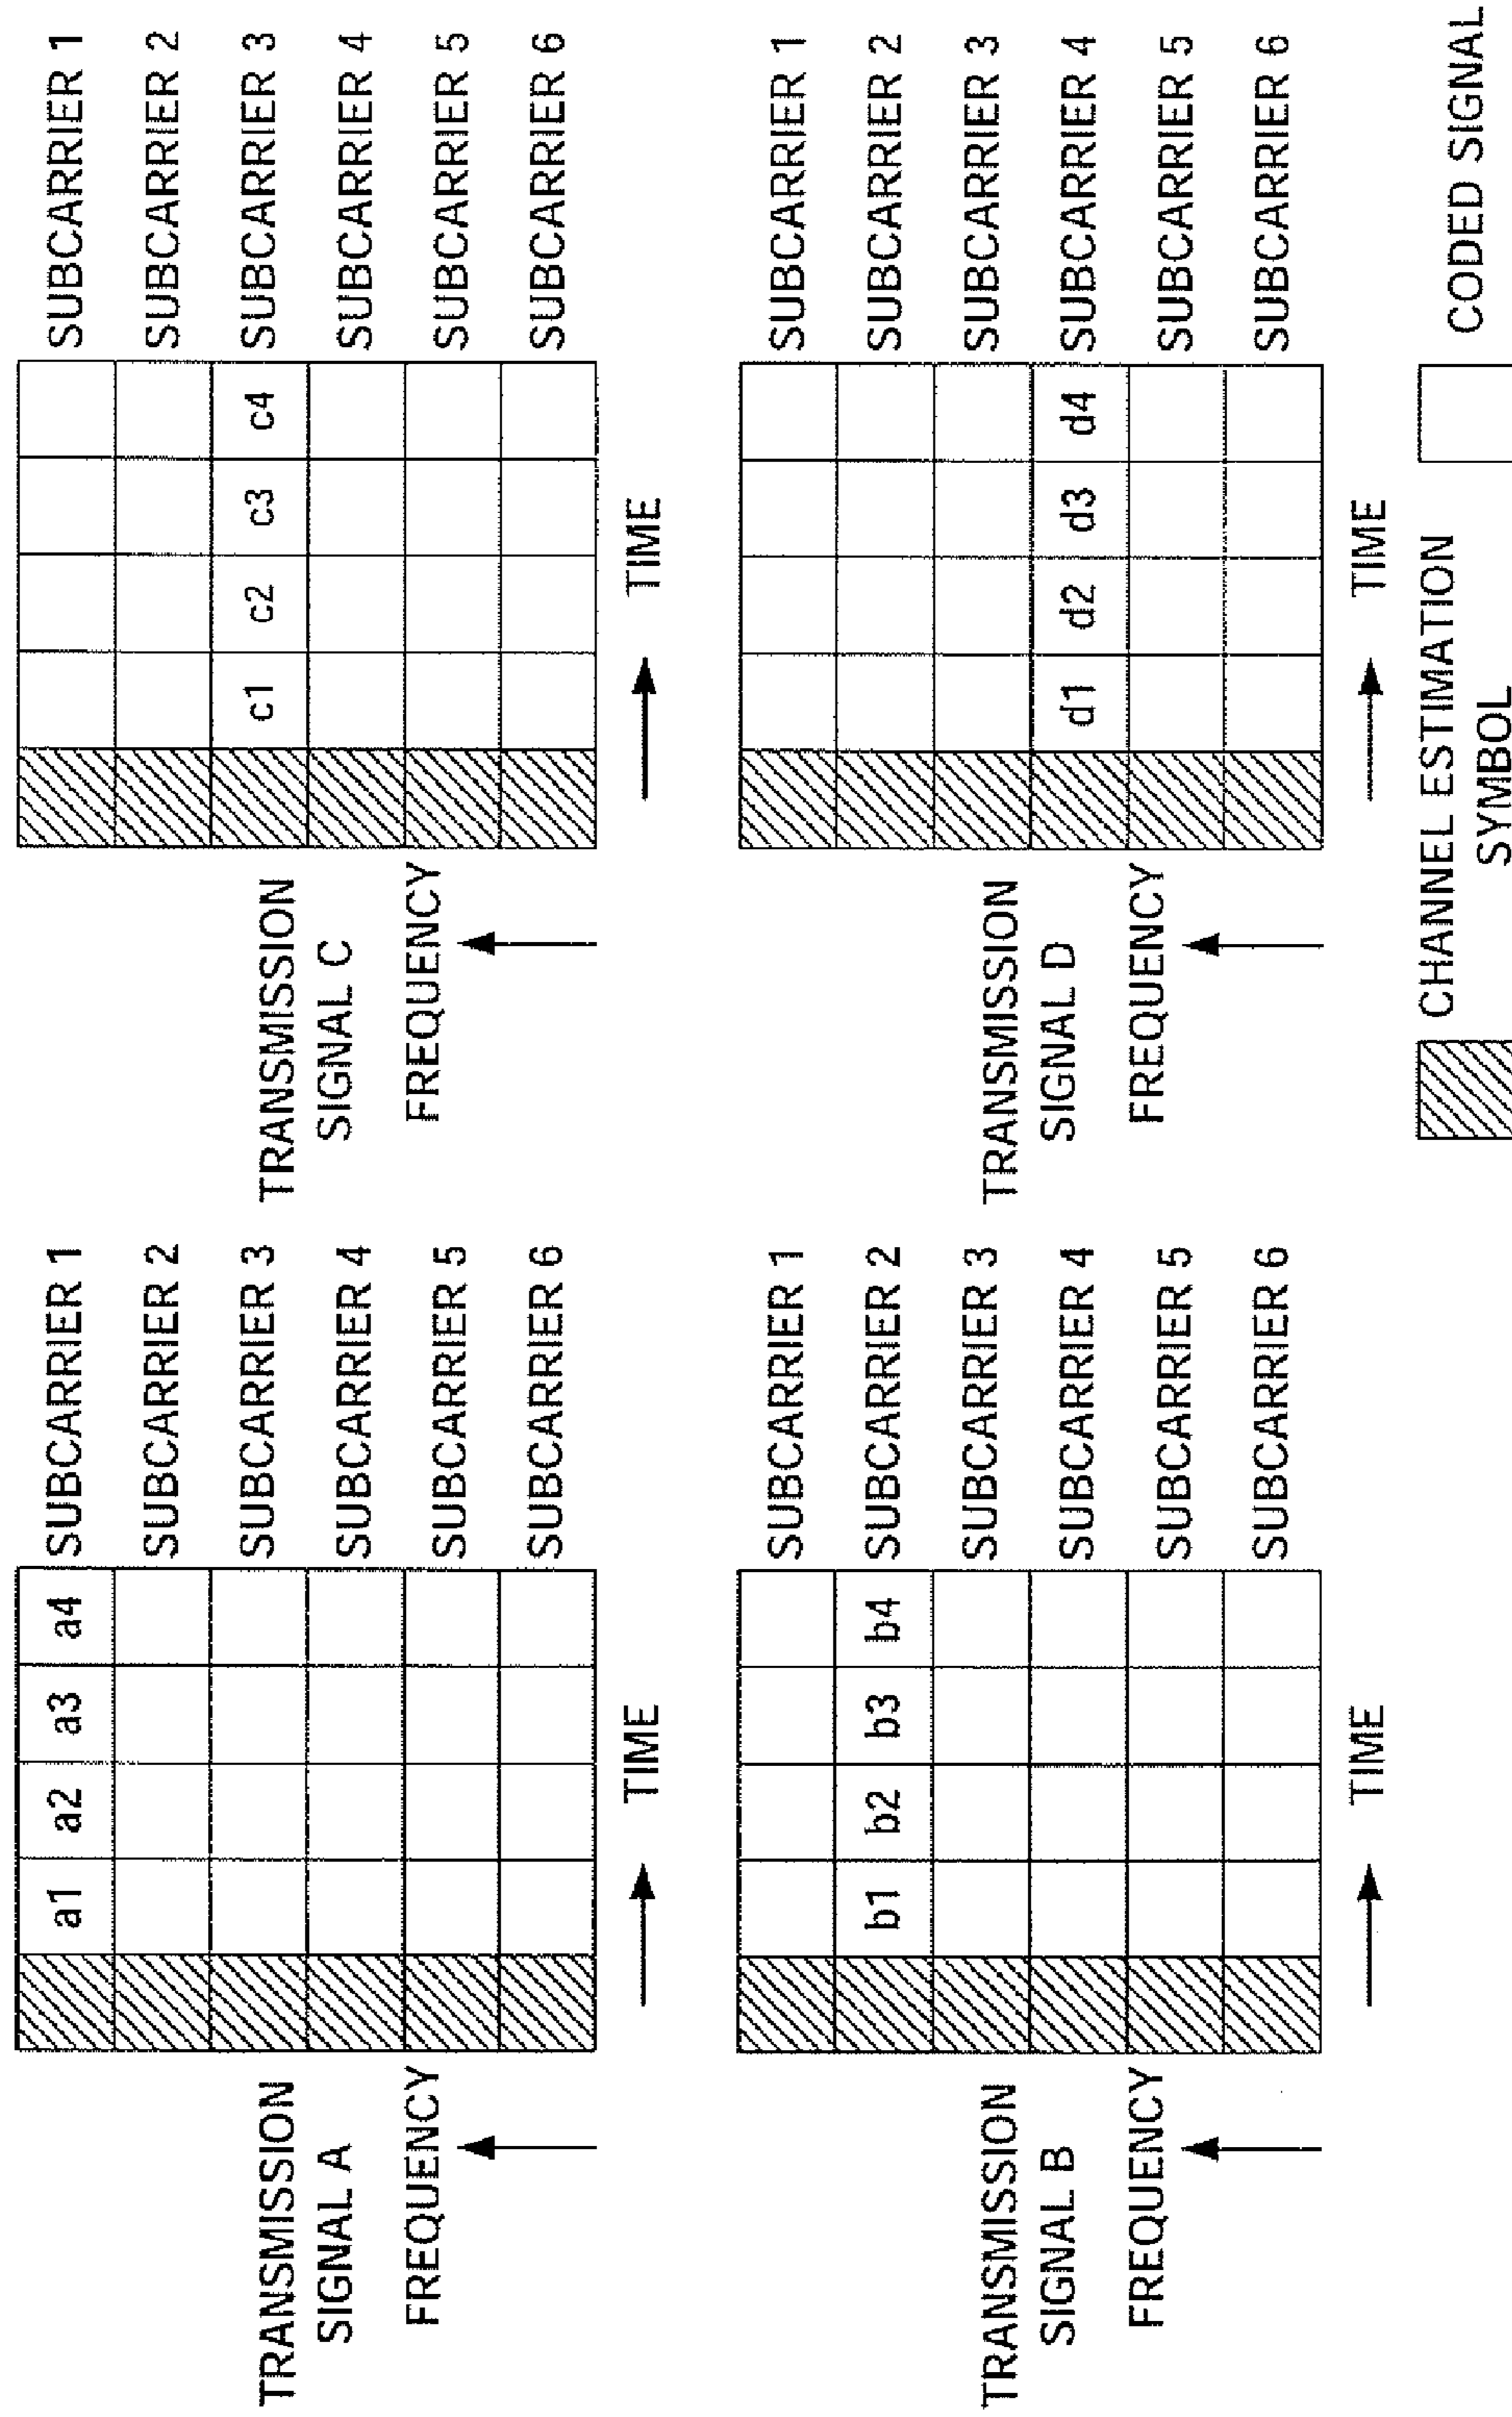 TRANSMISSION
SIGNAL A
FREQUENCY
a1 a2 a3 a4
SUBCARRIER 1
SUBCARRIER 2
SUBCARRIER 3
SUBCARRIER 4
SUBCARRIER 5
SUBCARRIER 6
TIME
TRANSMISSION
SIGNAL C
FREQUENCY
c1 c2 c3 c4
SUBCARRIER 1
SUBCARRIER 2
SUBCARRIER 3
SUBCARRIER 4
SUBCARRIER 5
SUBCARRIER 6
TIME
TRANSMISSION
SIGNAL B
FREQUENCY
b1 b2 b3 b4
SUBCARRIER 1
SUBCARRIER 2
SUBCARRIER 3
SUBCARRIER 4
SUBCARRIER 5
SUBCARRIER 6
TIME
TRANSMISSION
SIGNAL D
FREQUENCY
d1 d2 d3 d4
SUBCARRIER 1
SUBCARRIER 2
SUBCARRIER 3
SUBCARRIER 4
SUBCARRIER 5
SUBCARRIER 6
TIME
CHANNEL ESTIMATION
SYMBOL
CODED SIGNAL